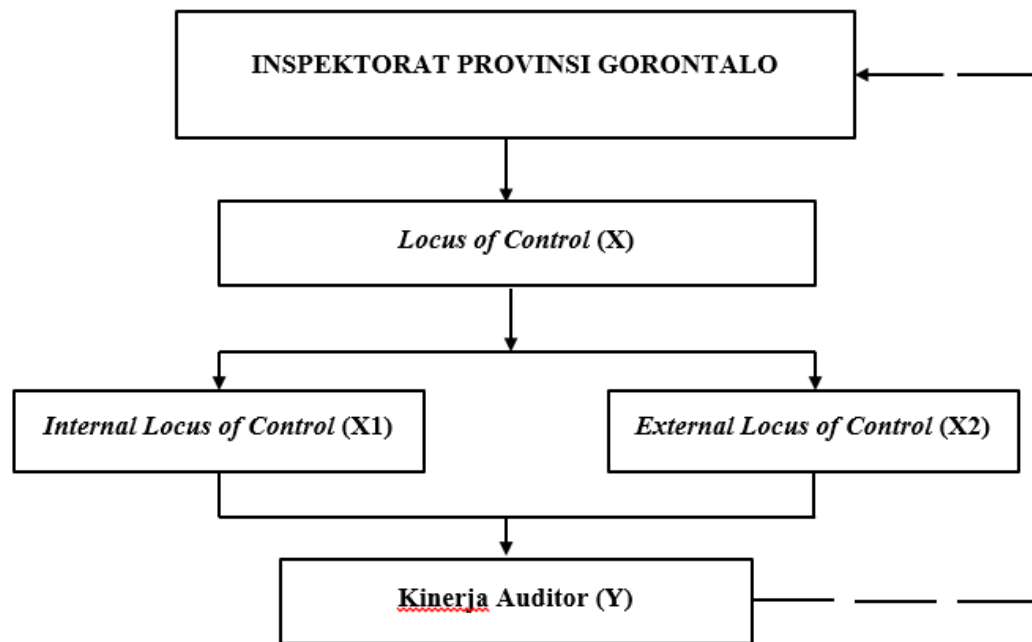 INSPEKTORAT PROVINSI GORONTALO
Locus of Control (X)
Internal Locus of Control (X1)
External Locus of Control (X2)
Kinerja Auditor (Y)